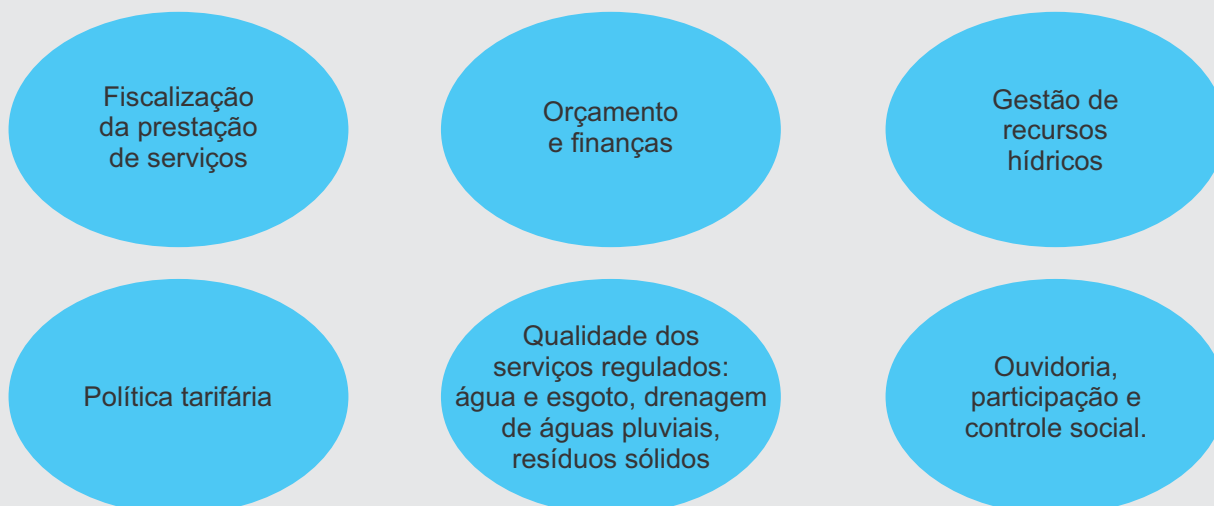 Fiscalização
da prestação
de serviços
Orçamento
e finanças
Gestão de
recursos
hídricos
Política tarifária
Qualidade dos
serviços regulados:
água e esgoto, drenagem
de águas pluviais,
resíduos sólidos
Ouvidoria,
participação e
controle social.